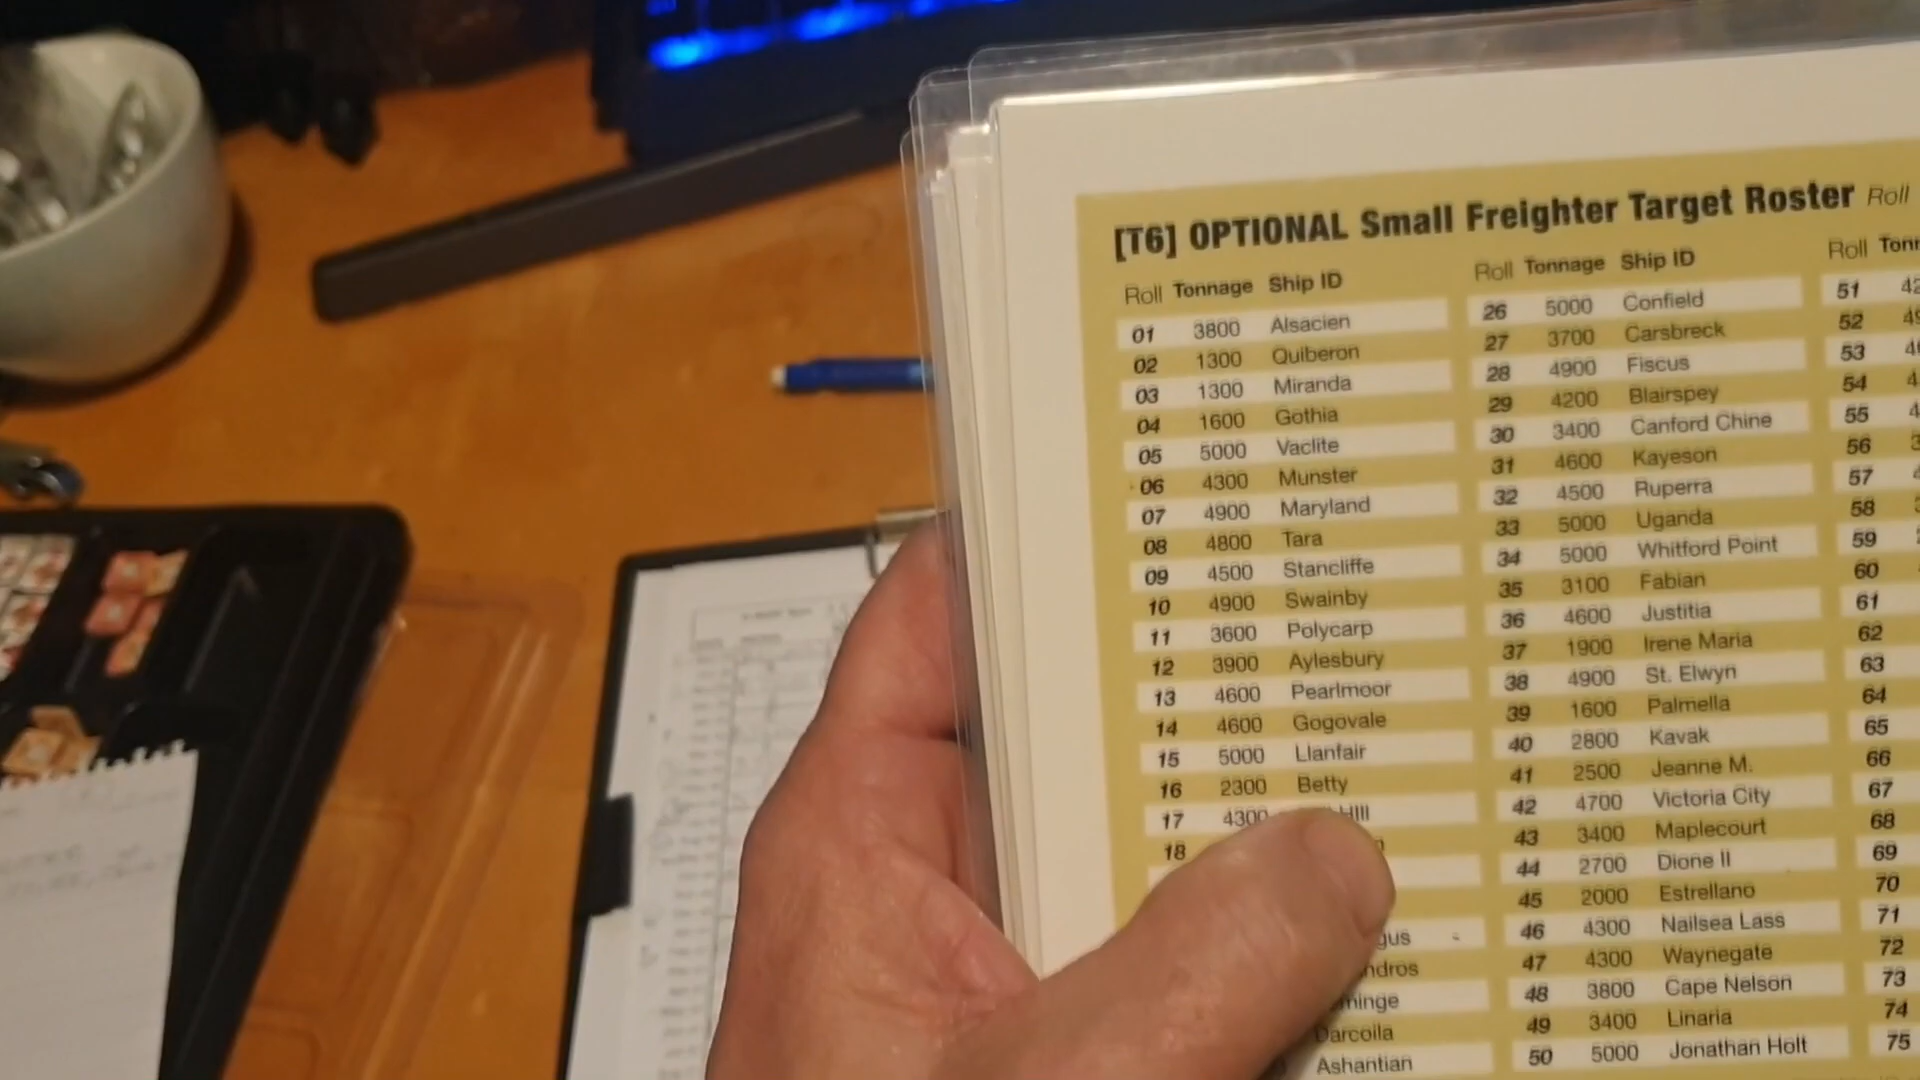 [T6] OPTIONAL Small Freighter Target Roster Roll
Roll Tonnage Ship ID
01 3800 Alsacien
02 1300 Quiberon
03 1300 Miranda
04 1600 Gothia
05 5000 Vaclite
06 4300 Munster
07 4900 Maryland
08 4800 Tara
09 4500 Stancliffe
10 4900 Swainby
11 3600 Polycarp
12 3900 Aylesbury
13 4600 Pearlmoor
14 4600 Gogovale
15 5000 Llanfair
16 2300 Betty
17 4300 HIll
18
gus
ndros
minge
Darcoila
Ashantian
Roll Tonnage Ship ID
26 5000 Confield
27 3700 Carsbreck
28 4900 Fiscus
29 4200 Blairspey
30 3400 Canford Chine
31 4600 Kayeson
32 4500 Ruperra
33 5000 Uganda
34 5000 Whitford Point
35 3100 Fabian
36 4600 Justitia
37 1900 Irene Maria
38 4900 St. Elwyn
39 1600 Palmella
40 2800 Kavak
41 2500 Jeanne M.
42 4700 Victoria City
43 3400 Maplecourt
44 2700 Dione II
45 2000 Estrellano
46 4300 Nailsea Lass
47 4300 Waynegate
48 3800 Cape Nelson
49 3400 Linaria
50 5000 Jonathan Holt
Roll Tonn
51 42
52 49
53
54 4
55 4
56
57
58
59
60
61
62
63
64
65
66
67
68
69
70
71
72
73
74
75